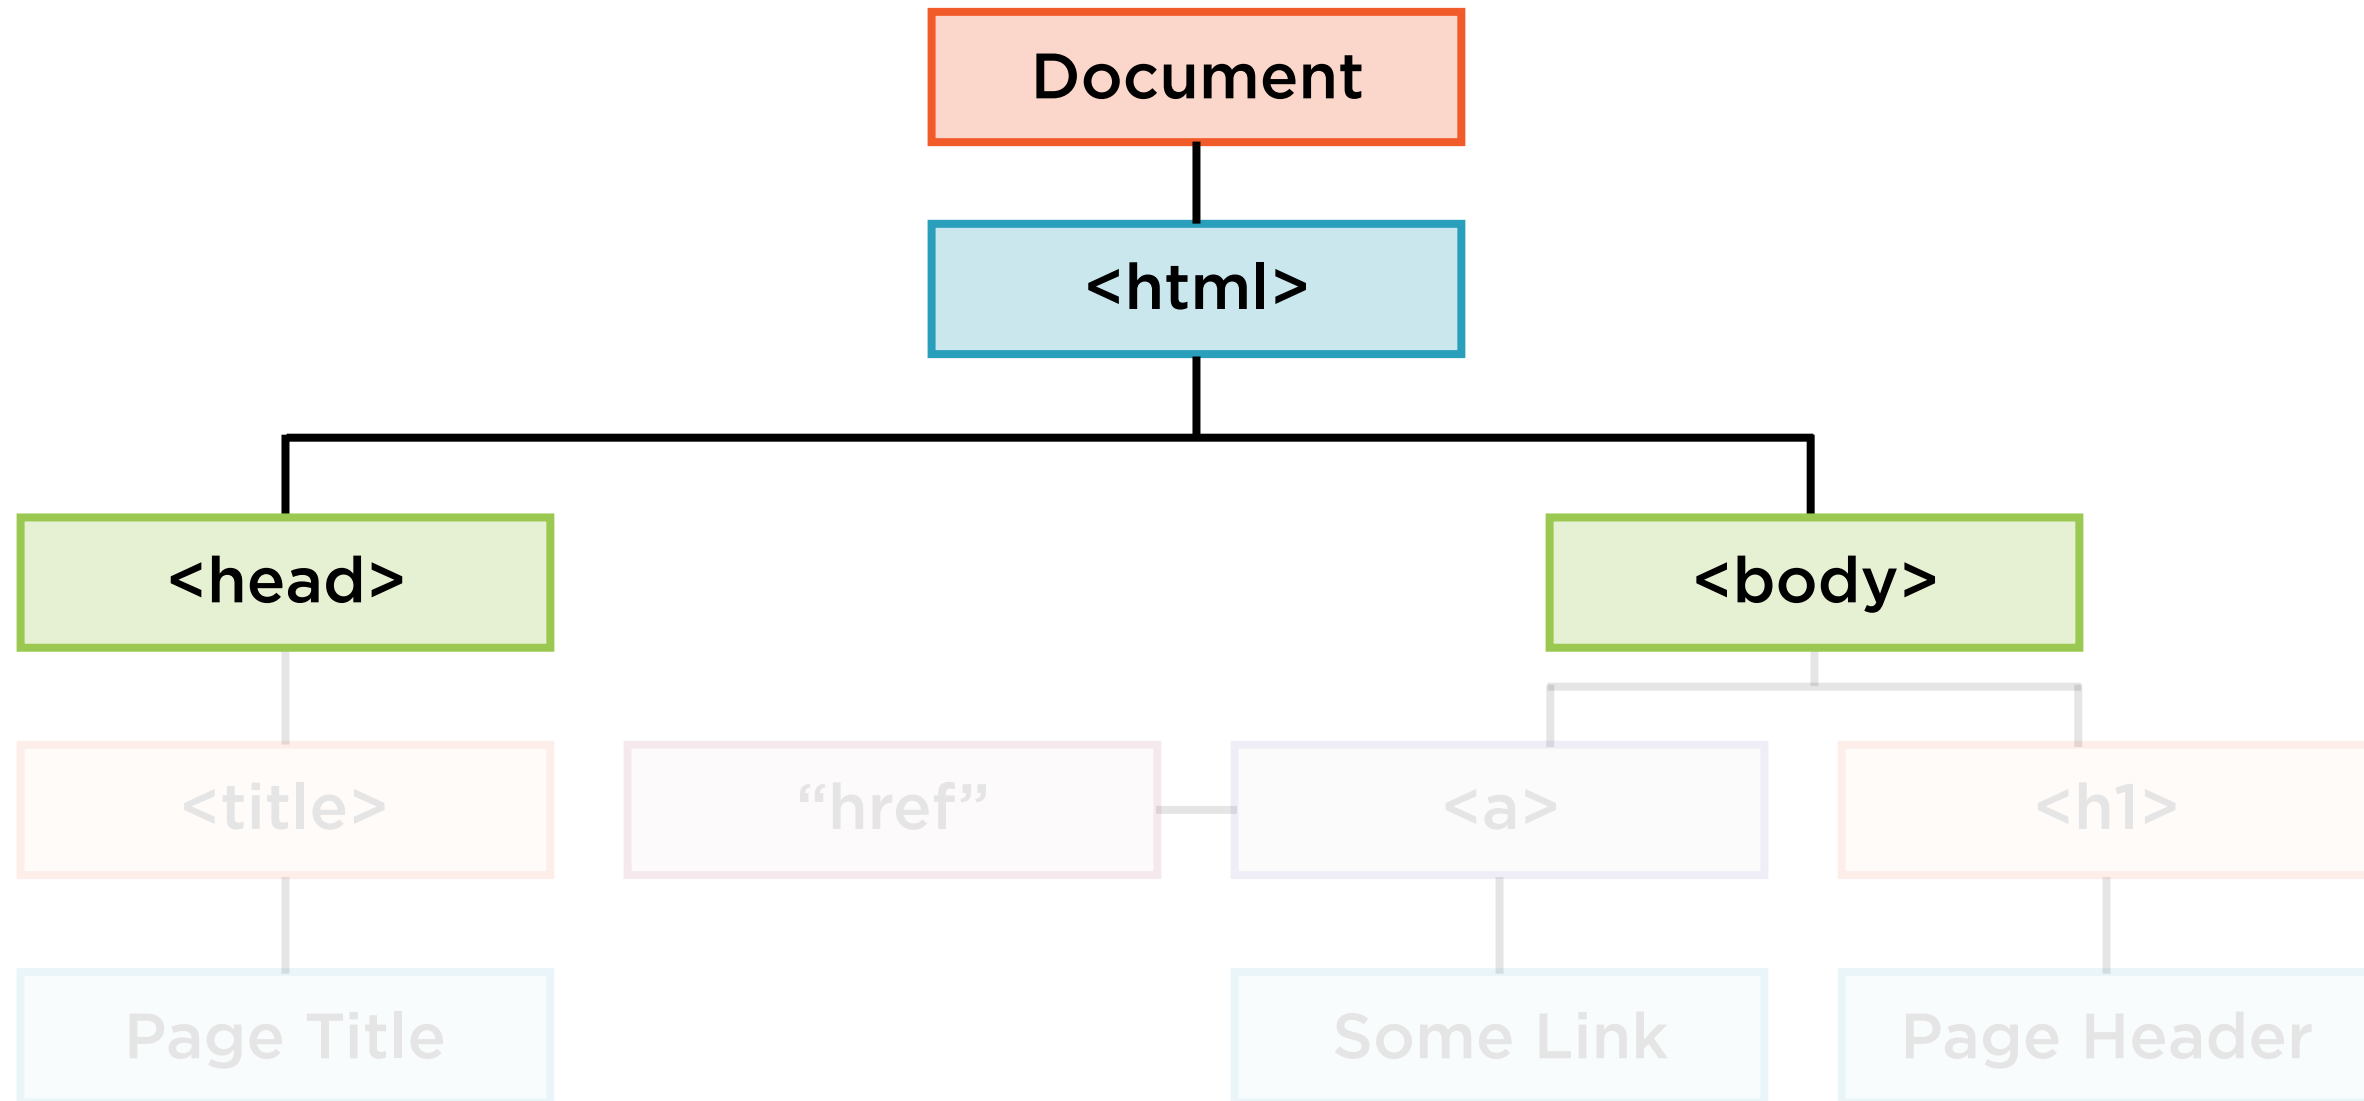 Document
<html>
<head>
<body>
<title>
“href”
<a>
<h1>
Page Title
Some Link
Page Header